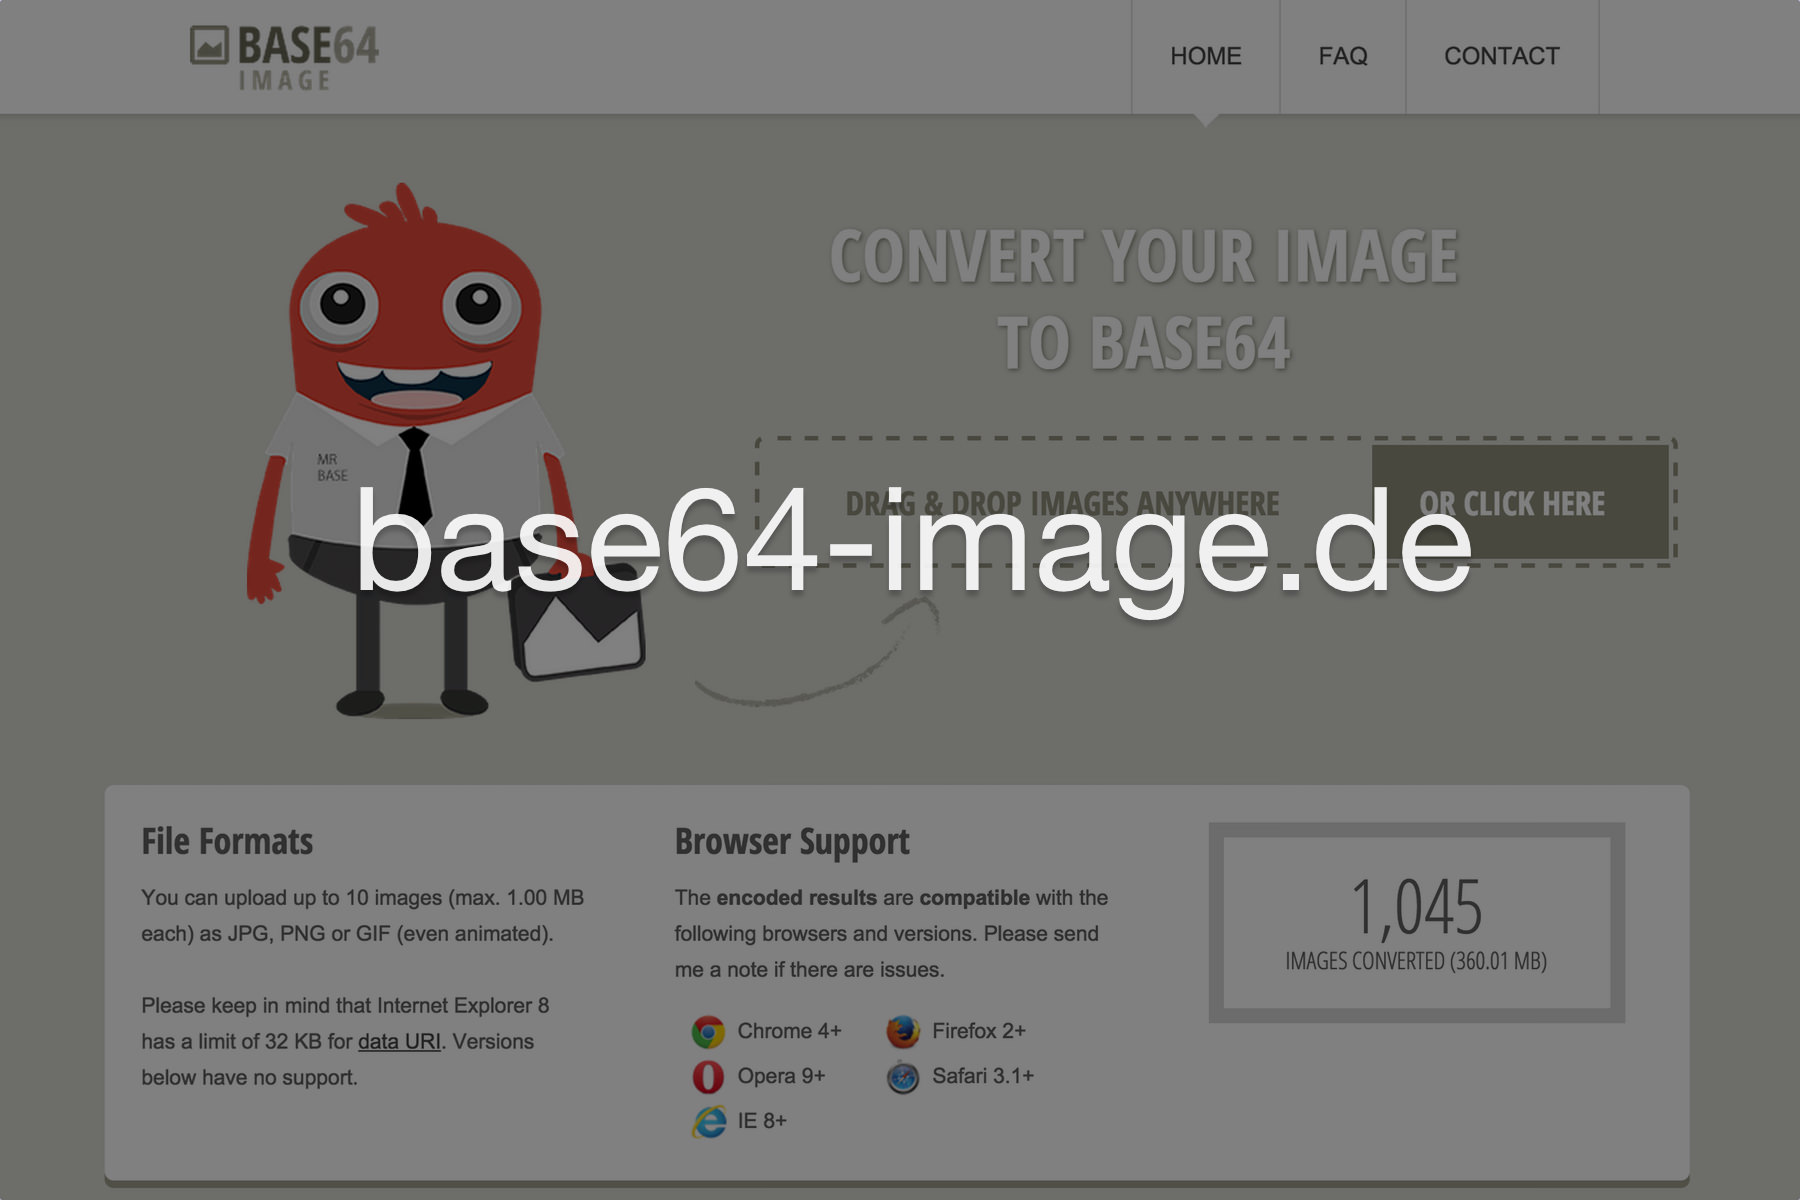 BASE64
IMAGE
HOME
FAQ
CONTACT
CONVERT YOUR IMAGE
TO BASE64
MR
BASE
DRAG & DROP IMAGES ANYWHERE
OR CLICK HERE
base64-image.de
File Formats
You can upload up to 10 images (max. 1.00 MB
each) as JPG, PNG or GIF (even animated).
Please keep in mind that Internet Explorer 8
has a limit of 32 KB for data URI. Versions
below have no support.
Browser Support
The encoded results are compatible with the
following browsers and versions. Please send
me a note if there are issues.
Chrome 4+
Firefox 2+
Opera 9+
Safari 3.1+
IE 8+
1,045
IMAGES CONVERTED (360.01 MB)